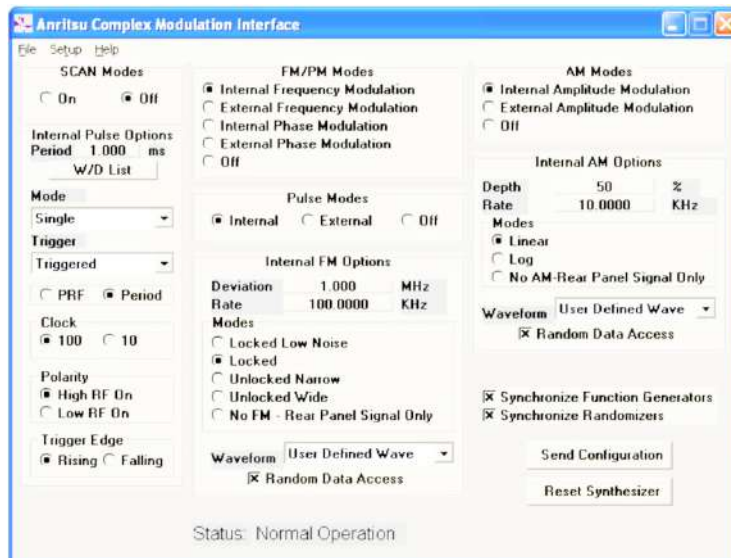 Anritsu Complex Modulation Interface
File Setup Help
SCAN Modes
On Off
Internal Pulse Options
Period 1.000 ms
W/D List
Mode
Single
Trigger
Triggered
PRF Period
Clock
100 10
Polarity
High RF On
Low RF On
Trigger Edge
Rising Falling
FM/PM Modes
Internal Frequency Modulation
External Frequency Modulation
Internal Phase Modulation
External Phase Modulation
Off
Pulse Modes
Internal External Off
Internal FM Options
Deviation 1.000 MHz
Rate 100.0000 KHz
Modes
Locked Low Noise
Locked
Unlocked Narrow
Unlocked Wide
No FM - Rear Panel Signal Only
Waveform User Defined Wave
Random Data Access
AM Modes
Internal Amplitude Modulation
External Amplitude Modulation
Off
Internal AM Options
Depth 50 %
Rate 10.0000 KHz
Modes
Linear
Log
No AM-Rear Panel Signal Only
Waveform User Defined Wave
Random Data Access
Synchronize Function Generators
Synchronize Randomizers
Send Configuration
Reset Synthesizer
Status: Normal Operation